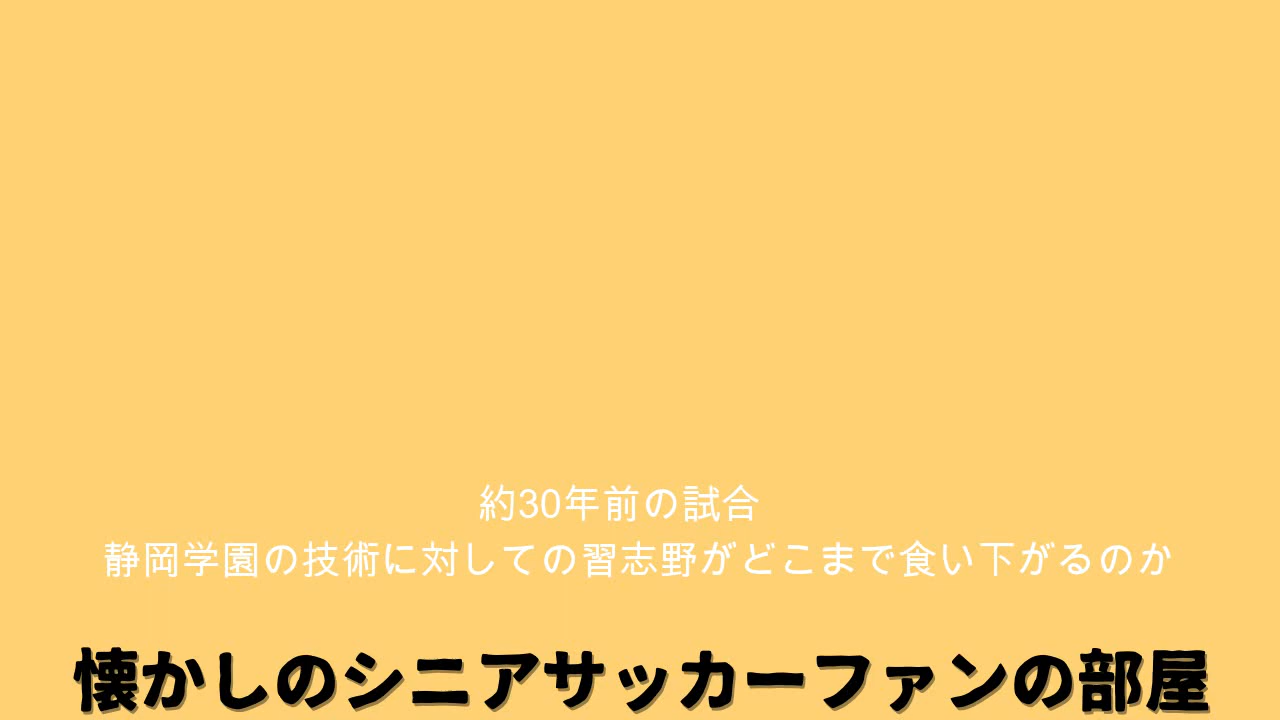 約30年前の試合
静岡学園の技術に対しての習志野がどこまで食い下がるのか
懐かしのシニアサッカーファンの部屋